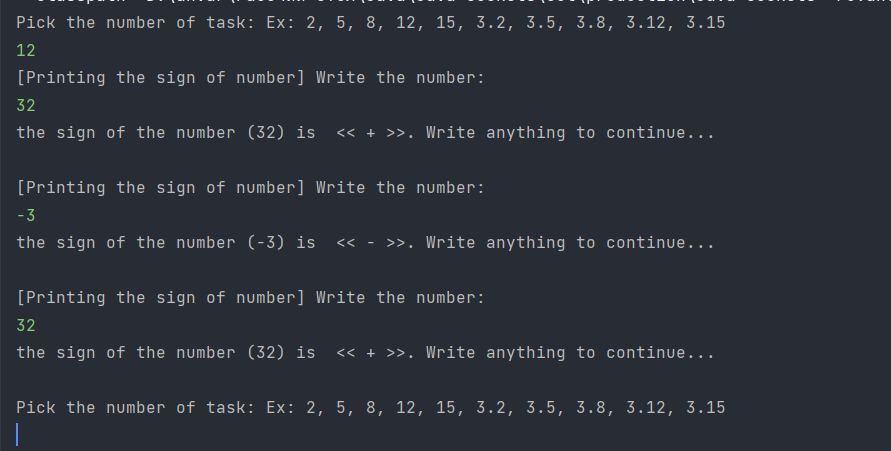 Pick the number of task: Ex: 2, 5, 8, 12, 15, 3.2, 3.5, 3.8, 3.12, 3.15
12
[Printing the sign of number] Write the number:
32
the sign of the number (32) is  << + >>. Write anything to continue...
[Printing the sign of number] Write the number:
-3
the sign of the number (-3) is  << - >>. Write anything to continue...
[Printing the sign of number] Write the number:
32
the sign of the number (32) is  << + >>. Write anything to continue...
Pick the number of task: Ex: 2, 5, 8, 12, 15, 3.2, 3.5, 3.8, 3.12, 3.15